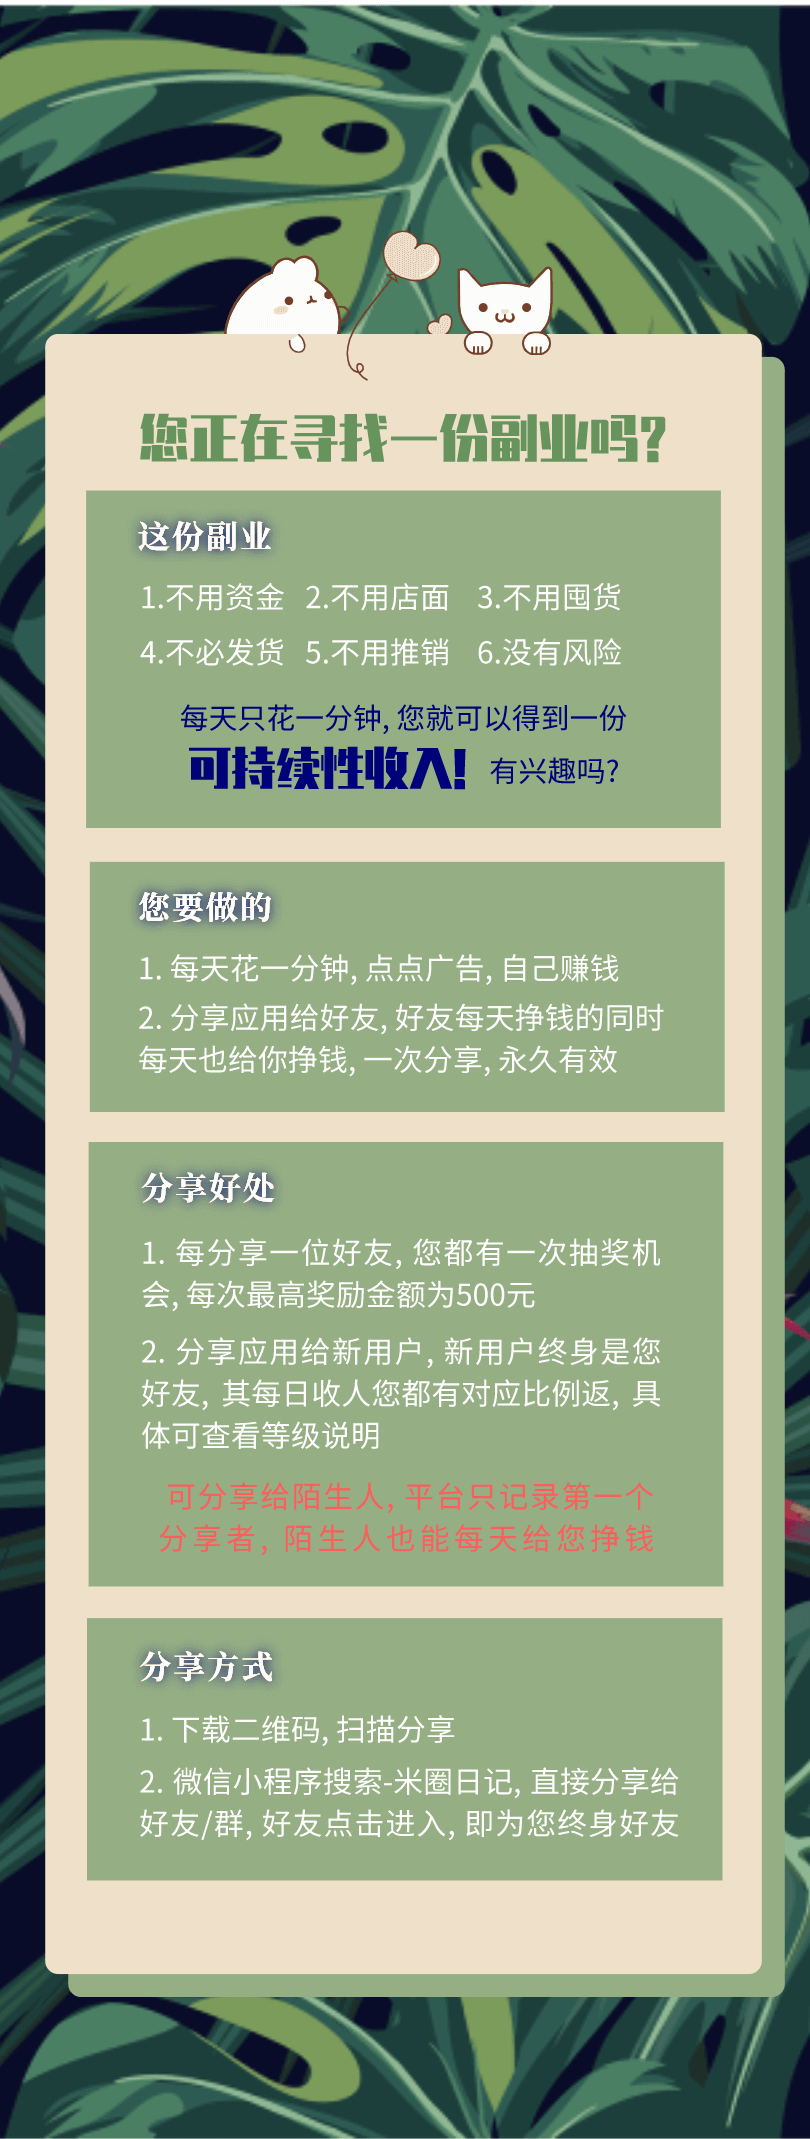 您正在寻找一份副业吗?
这份副业
1.不用资金 2.不用店面 3.不用囤货
4.不必发货 5.不用推销 6.没有风险
每天只花一分钟, 您就可以得到一份
可持续性收入! 有兴趣吗?
您要做的
1. 每天花一分钟, 点点广告, 自己赚钱
2. 分享应用给好友, 好友每天挣钱的同时
每天也给你挣钱, 一次分享, 永久有效
分享好处
1. 每分享一位好友, 您都有一次抽奖机
会, 每次最高奖励金额为500元
2. 分享应用给新用户, 新用户终身是您
好友, 其每日收人您都有对应比例返, 具
体可查看等级说明
可分享给陌生人, 平台只记录第一个
分享者, 陌生人也能每天给您挣钱
分享方式
1. 下载二维码, 扫描分享
2. 微信小程序搜索-米圈日记, 直接分享给
好友/群, 好友点击进入, 即为您终身好友